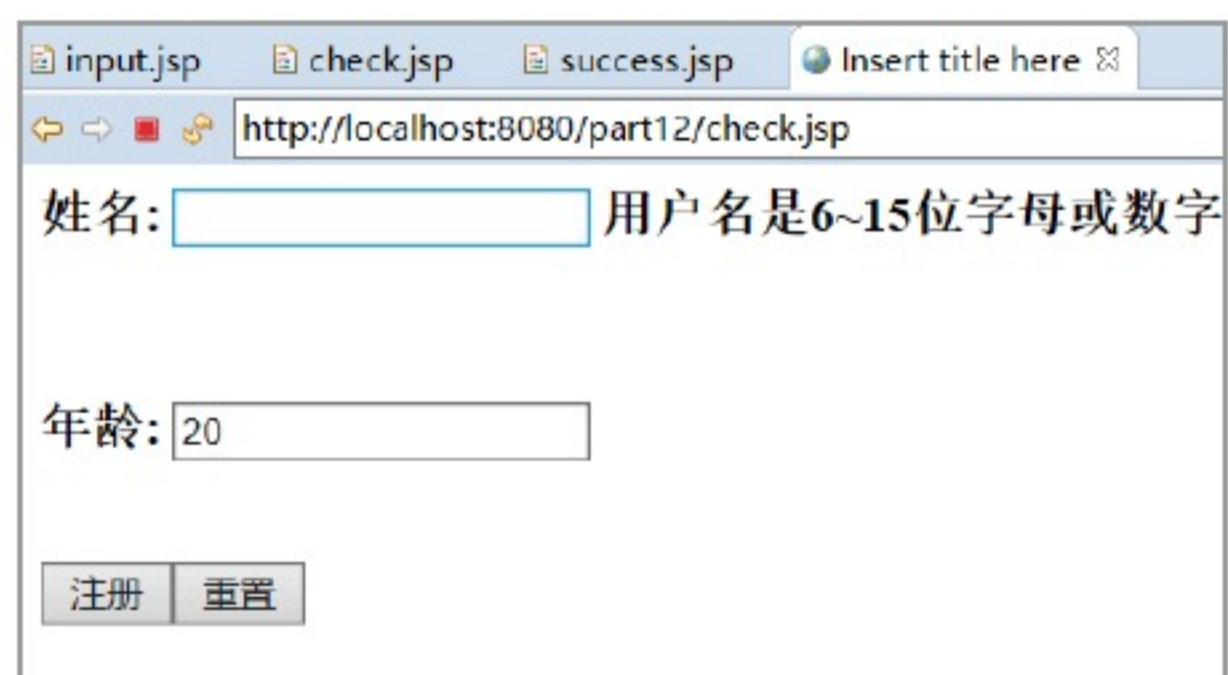 input.jsp check.jsp success.jsp Insert title here
http://localhost:8080/part12/check.jsp
姓名: 用户名是6~15位字母或数字
年龄: 20
注册 重置